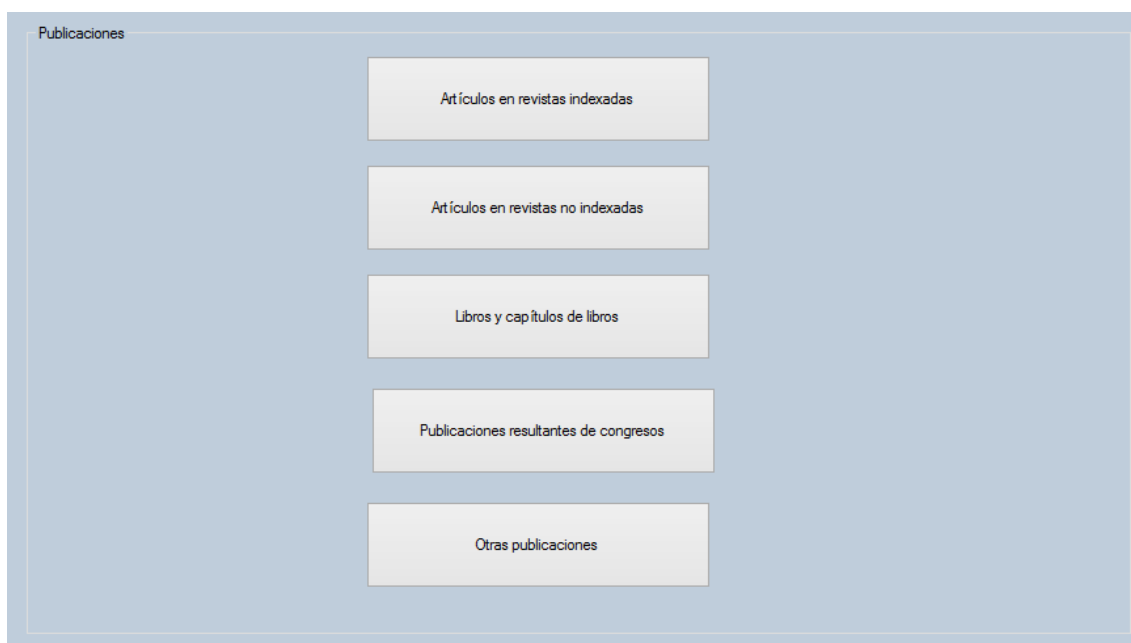 Publicaciones
Artículos en revistas indexadas
Artículos en revistas no indexadas
Libros y capítulos de libros
Publicaciones resultantes de congresos
Otras publicaciones